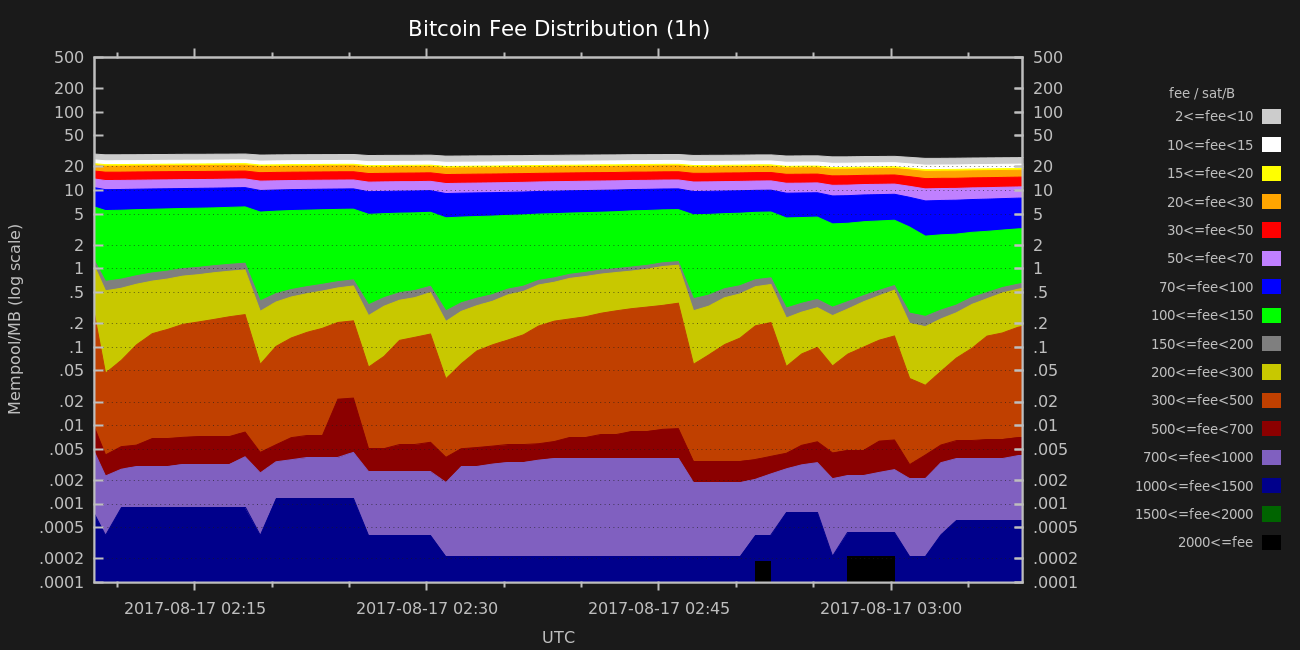 Bitcoin Fee Distribution (1h)
500
200
100
50
20
10
5
2
1
.5
.2
.1
.05
.02
.01
.005
.002
.001
.0005
.0002
.0001
Mempool/MB (log scale)
500
200
100
50
20
10
5
2
1
.5
.2
.1
.05
.02
.01
.005
.002
.001
.0005
.0002
.0001
2017-08-17 02:15 2017-08-17 02:30 2017-08-17 02:45 2017-08-17 03:00
UTC
fee / sat/B
2<=fee<10
10<=fee<15
15<=fee<20
20<=fee<30
30<=fee<50
50<=fee<70
70<=fee<100
100<=fee<150
150<=fee<200
200<=fee<300
300<=fee<500
500<=fee<700
700<=fee<1000
1000<=fee<1500
1500<=fee<2000
2000<=fee